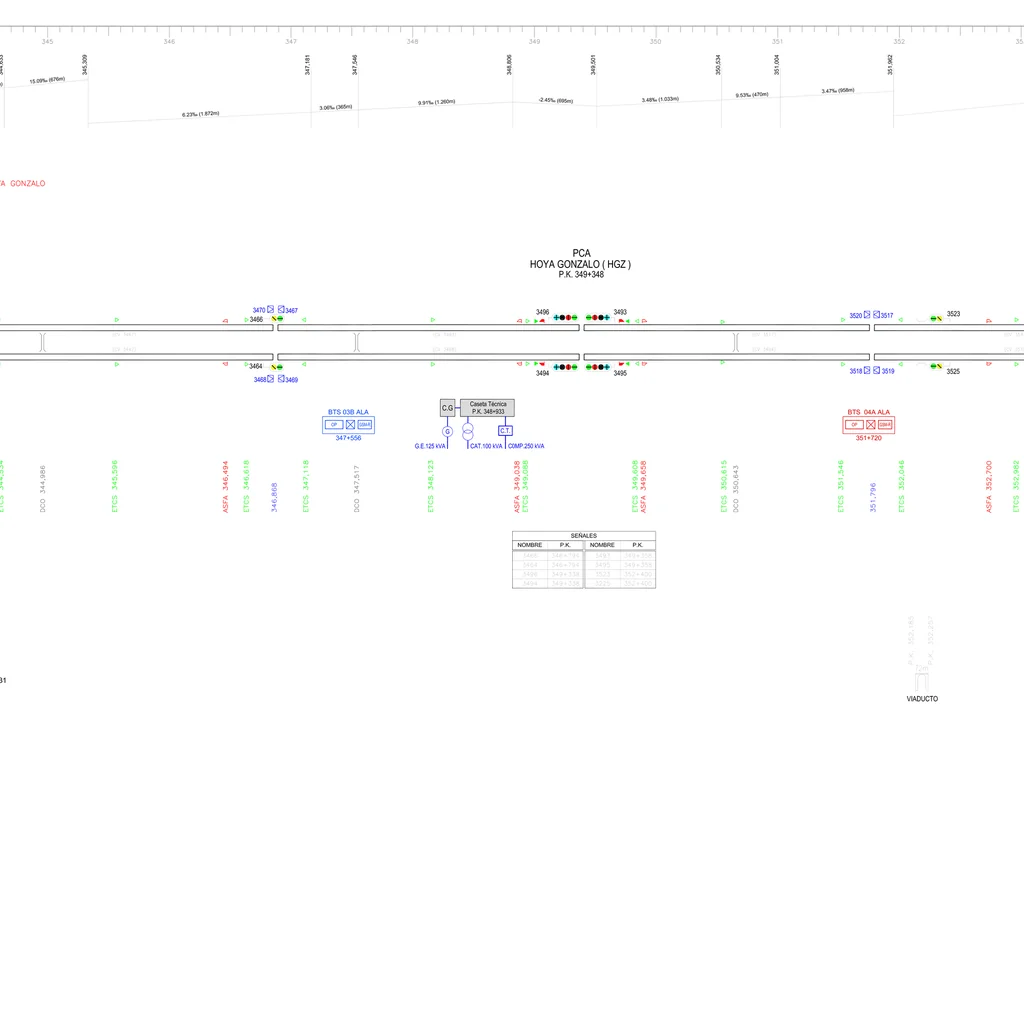 345 346 347 348 349 350 351 352
345,309 347,181 347,546 348,806 349,501 350,534 351,004 351,962
15.09‰ (676m)
6.23‰ (1.872m)
3.06‰ (365m)
9.91‰ (1.260m)
-2.45‰ (695m)
3.48‰ (1.033m)
9.53‰ (470m)
3.47‰ (958m)
GONZALO
PCA
HOYA GONZALO ( HGZ )
P.K. 349+348
3470 3467
3466
3496 3493
3520 3517
3523
3464
3468 3469
3494 3495
3518 3519
3525
BTS 03B ALA
OP GSM-R
347+556
C.G
Caseta Técnica
P.K. 348+933
G
C.T.
G.E.125 kVA CAT.100 kVA COMP.250 kVA
BTS 04A ALA
OP GSM-R
351+720
DCO 344,986
ETCS 345,596
ASFA 346,494
ETCS 346,618
346,868
ETCS 347,118
DCO 347,517
ETCS 348,123
ASFA 349,038
ETCS 349,088
ETCS 349,608
ASFA 349,658
ETCS 350,615
DCO 350,643
ETCS 351,546
351,796
ETCS 352,046
ASFA 352,700
ETCS 352,982
SEÑALES
NOMBRE P.K. NOMBRE P.K.
VIADUCTO